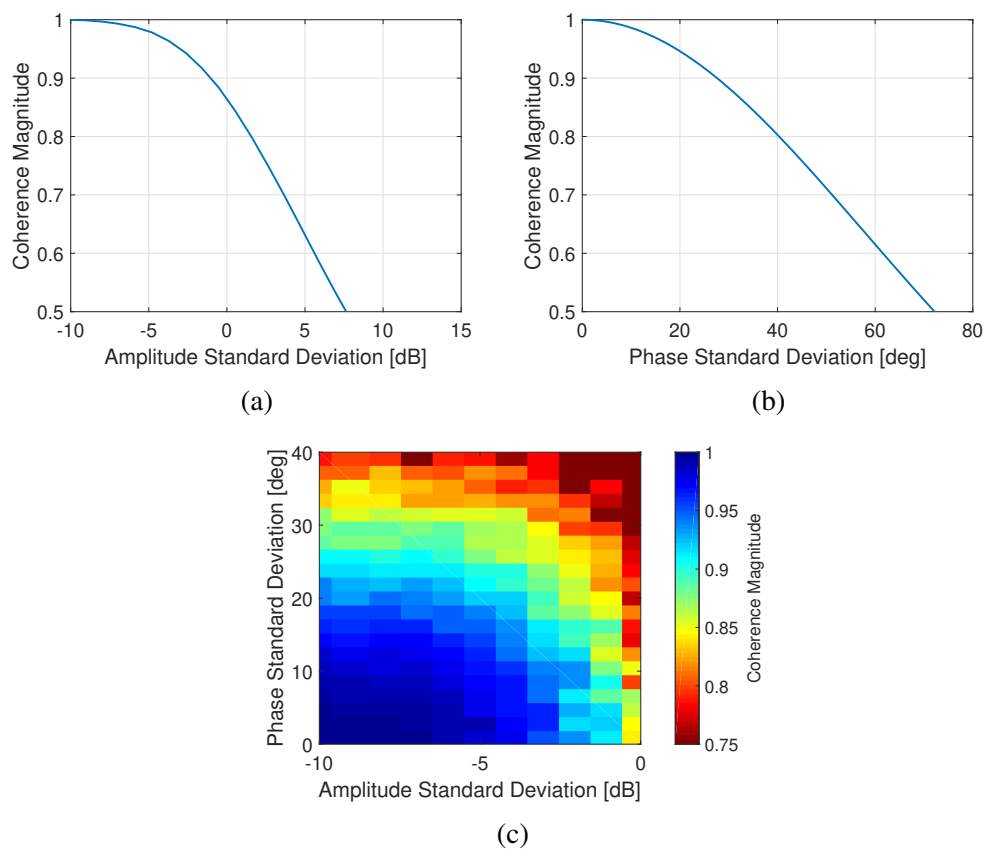 1
0.9
0.8
0.7
0.6
0.5
Coherence Magnitude
-10 -5 0 5 10 15
Amplitude Standard Deviation [dB]
(a)
1
0.9
0.8
0.7
0.6
0.5
Coherence Magnitude
0 20 40 60 80
Phase Standard Deviation [deg]
(b)
40
30
20
10
0
Phase Standard Deviation [deg]
-10 -5 0
Amplitude Standard Deviation [dB]
1
0.95
0.9
0.85
0.8
0.75
Coherence Magnitude
(c)